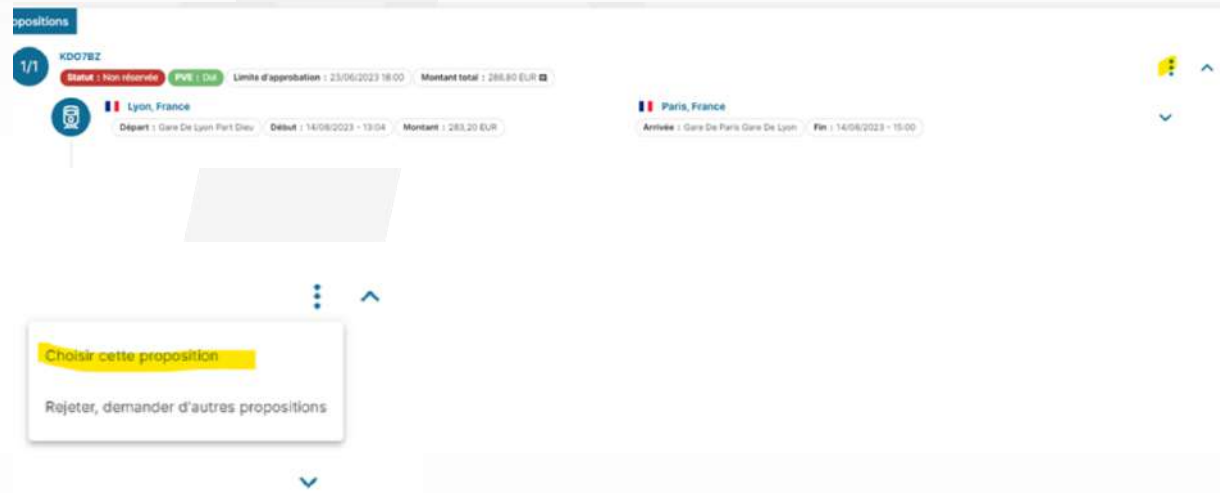 opositions
1/1
KDO7BZ
Statut : Non réservée PVE : Oui Limite d'approbation : 23/06/2023 18:00 Montant total : 288,80 EUR
Lyon, France Paris, France
Départ : Gare De Lyon Part Dieu Début : 14/08/2023 - 13:04 Montant : 283,20 EUR Arrivée : Gare De Paris Gare De Lyon Fin : 14/08/2023 - 15:00
Choisir cette proposition
Rejeter, demander d'autres propositions